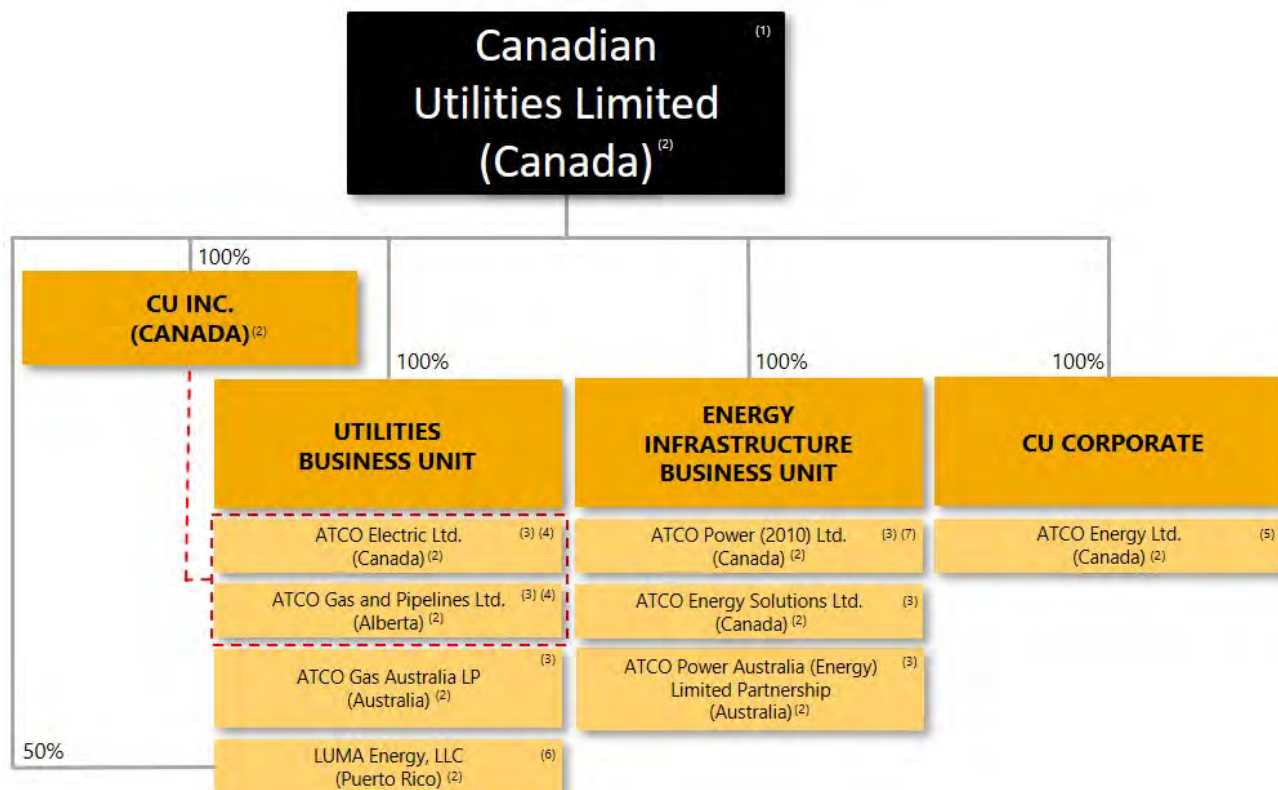 Canadian (1)
Utilities Limited
(Canada) (2)
100%
CU INC.
(CANADA) (2)
100%
100%
100%
UTILITIES
BUSINESS UNIT
ENERGY
INFRASTRUCTURE
BUSINESS UNIT
CU CORPORATE
ATCO Electric Ltd. (3) (4)
(Canada) (2)
ATCO Gas and Pipelines Ltd. (3) (4)
(Alberta) (2)
ATCO Gas Australia LP (3)
(Australia) (2)
50%
LUMA Energy, LLC (6)
(Puerto Rico) (2)
ATCO Power (2010) Ltd. (3) (7)
(Canada) (2)
ATCO Energy Solutions Ltd. (3)
(Canada) (2)
ATCO Power Australia (Energy) (3)
Limited Partnership
(Australia) (2)
ATCO Energy Ltd. (5)
(Canada) (2)